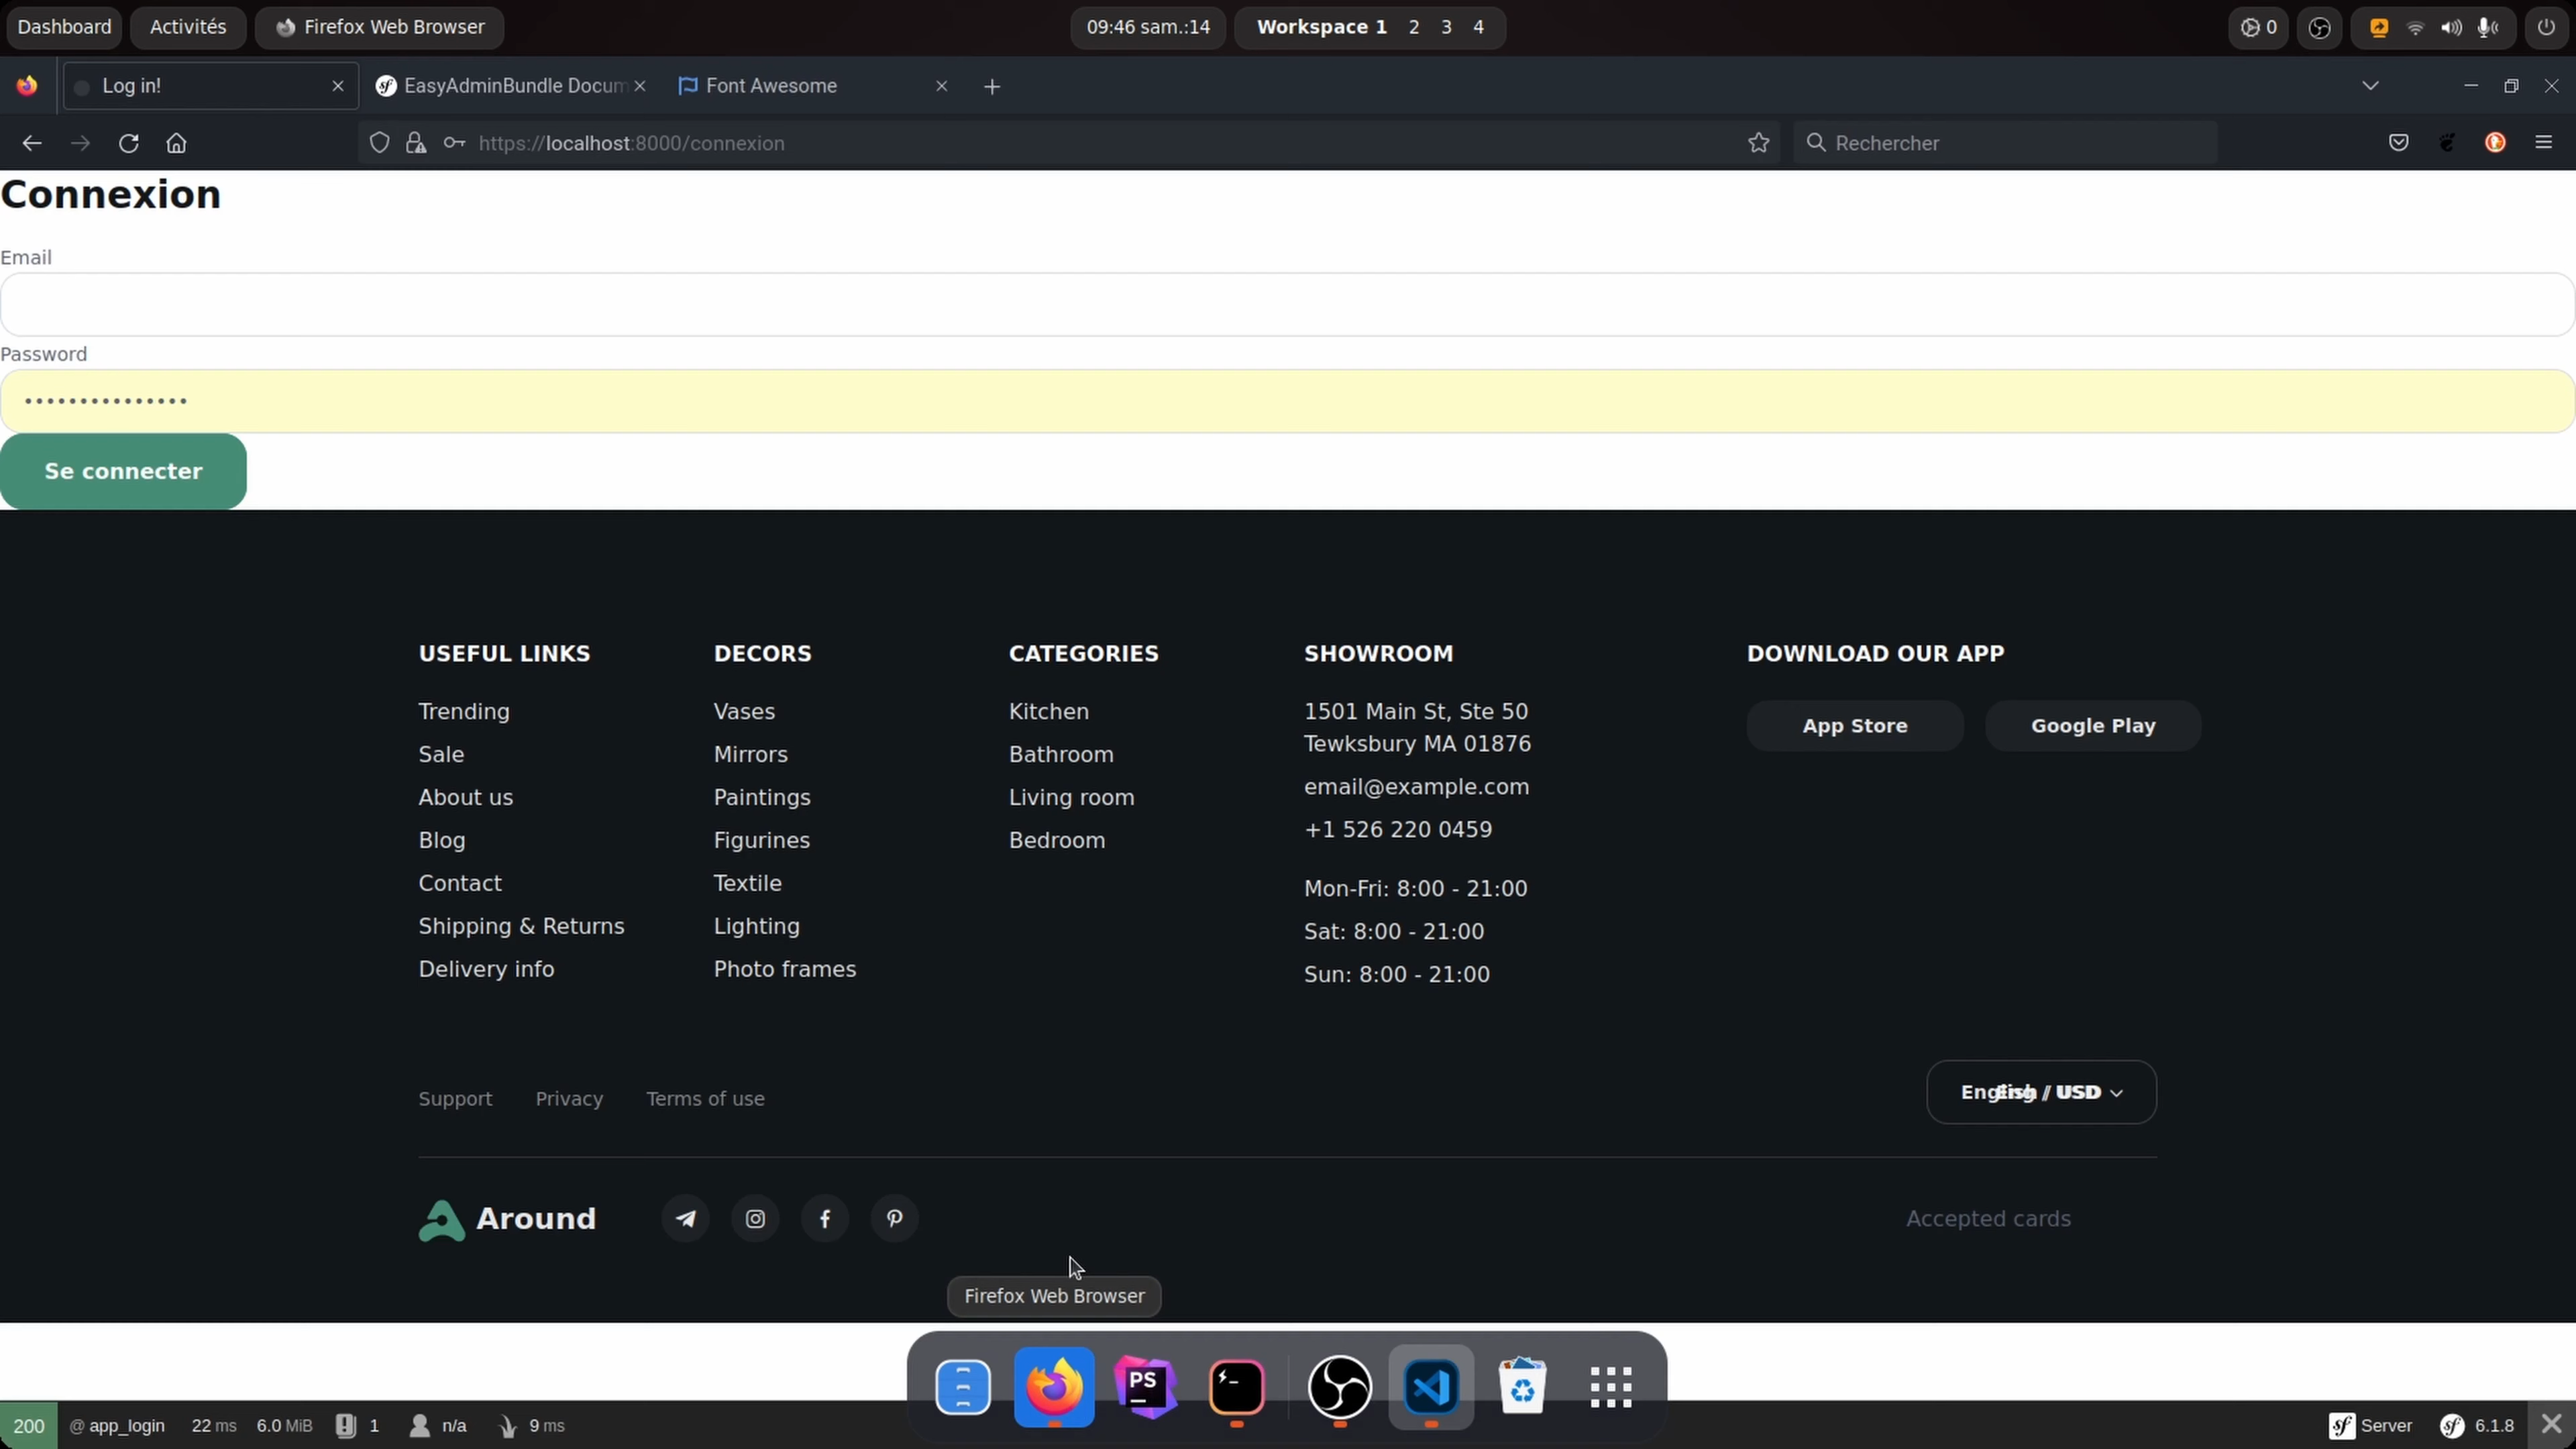 Dashboard Activités Firefox Web Browser 09:46 sam.:14 Workspace 1 2 3 4 0
Log in! EasyAdminBundle Docum Font Awesome
https://localhost:8000/connexion Rechercher
Connexion
Email
Password
Se connecter
USEFUL LINKS DECORS CATEGORIES SHOWROOM DOWNLOAD OUR APP
Trending Vases Kitchen 1501 Main St, Ste 50 App Store Google Play
Tewksbury MA 01876
Sale Mirrors Bathroom email@example.com
About us Paintings Living room +1 526 220 0459
Blog Figurines Bedroom
Contact Textile Mon-Fri: 8:00 - 21:00
Shipping & Returns Lighting Sat: 8:00 - 21:00
Delivery info Photo frames Sun: 8:00 - 21:00
Support Privacy Terms of use English / USD
Around Accepted cards
Firefox Web Browser
PS
200 @ app_login 22 ms 6.0 MiB 1 n/a 9 ms Server 6.1.8